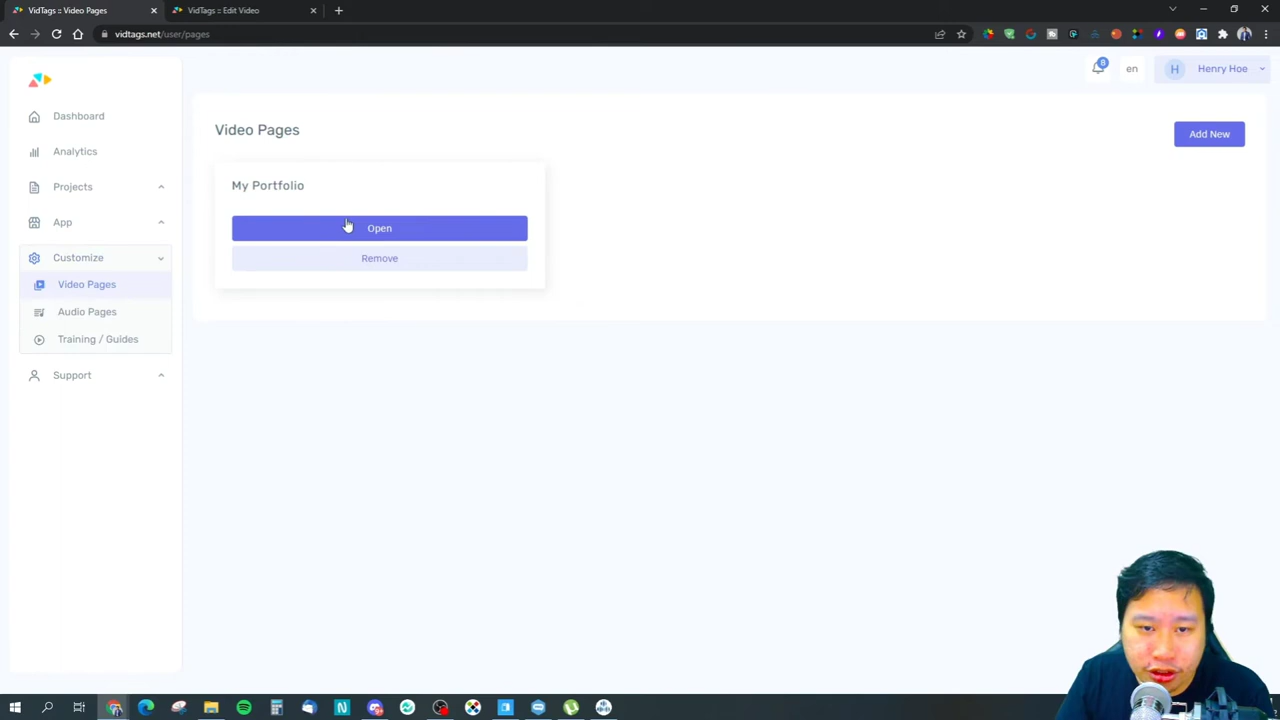 VidTags :: Video Pages
VidTags :: Edit Video
vidtags.net/user/pages
8
en
H
Henry Hoe
Dashboard
Analytics
Projects
App
Customize
Video Pages
Audio Pages
Training / Guides
Support
Video Pages
Add New
My Portfolio
Open
Remove